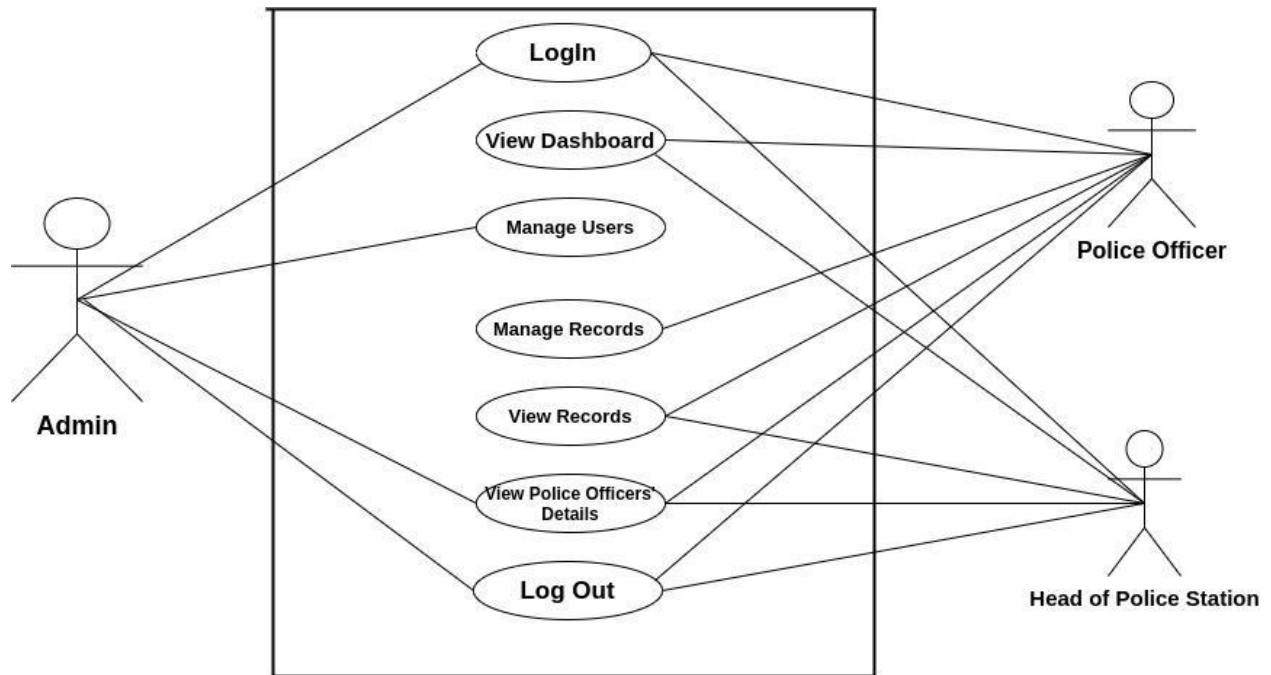 LogIn
View Dashboard
Manage Users
Manage Records
View Records
View Police Officers'
Details
Log Out
Admin
Police Officer
Head of Police Station